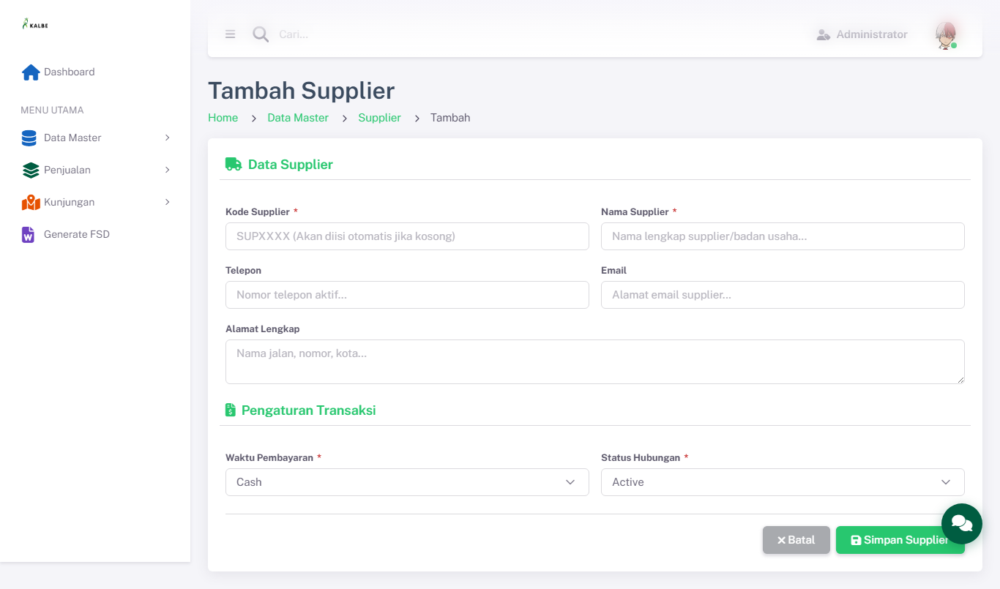 KALBE
Cari...
Administrator
Dashboard
MENU UTAMA
Data Master
Penjualan
Kunjungan
Generate FSD
Tambah Supplier
Home > Data Master > Supplier > Tambah
Data Supplier
Kode Supplier *
SUPXXXX (Akan diisi otomatis jika kosong)
Nama Supplier *
Nama lengkap supplier/badan usaha...
Telepon
Nomor telepon aktif...
Email
Alamat email supplier...
Alamat Lengkap
Nama jalan, nomor, kota...
Pengaturan Transaksi
Waktu Pembayaran *
Cash
Status Hubungan *
Active
Batal
Simpan Supplier